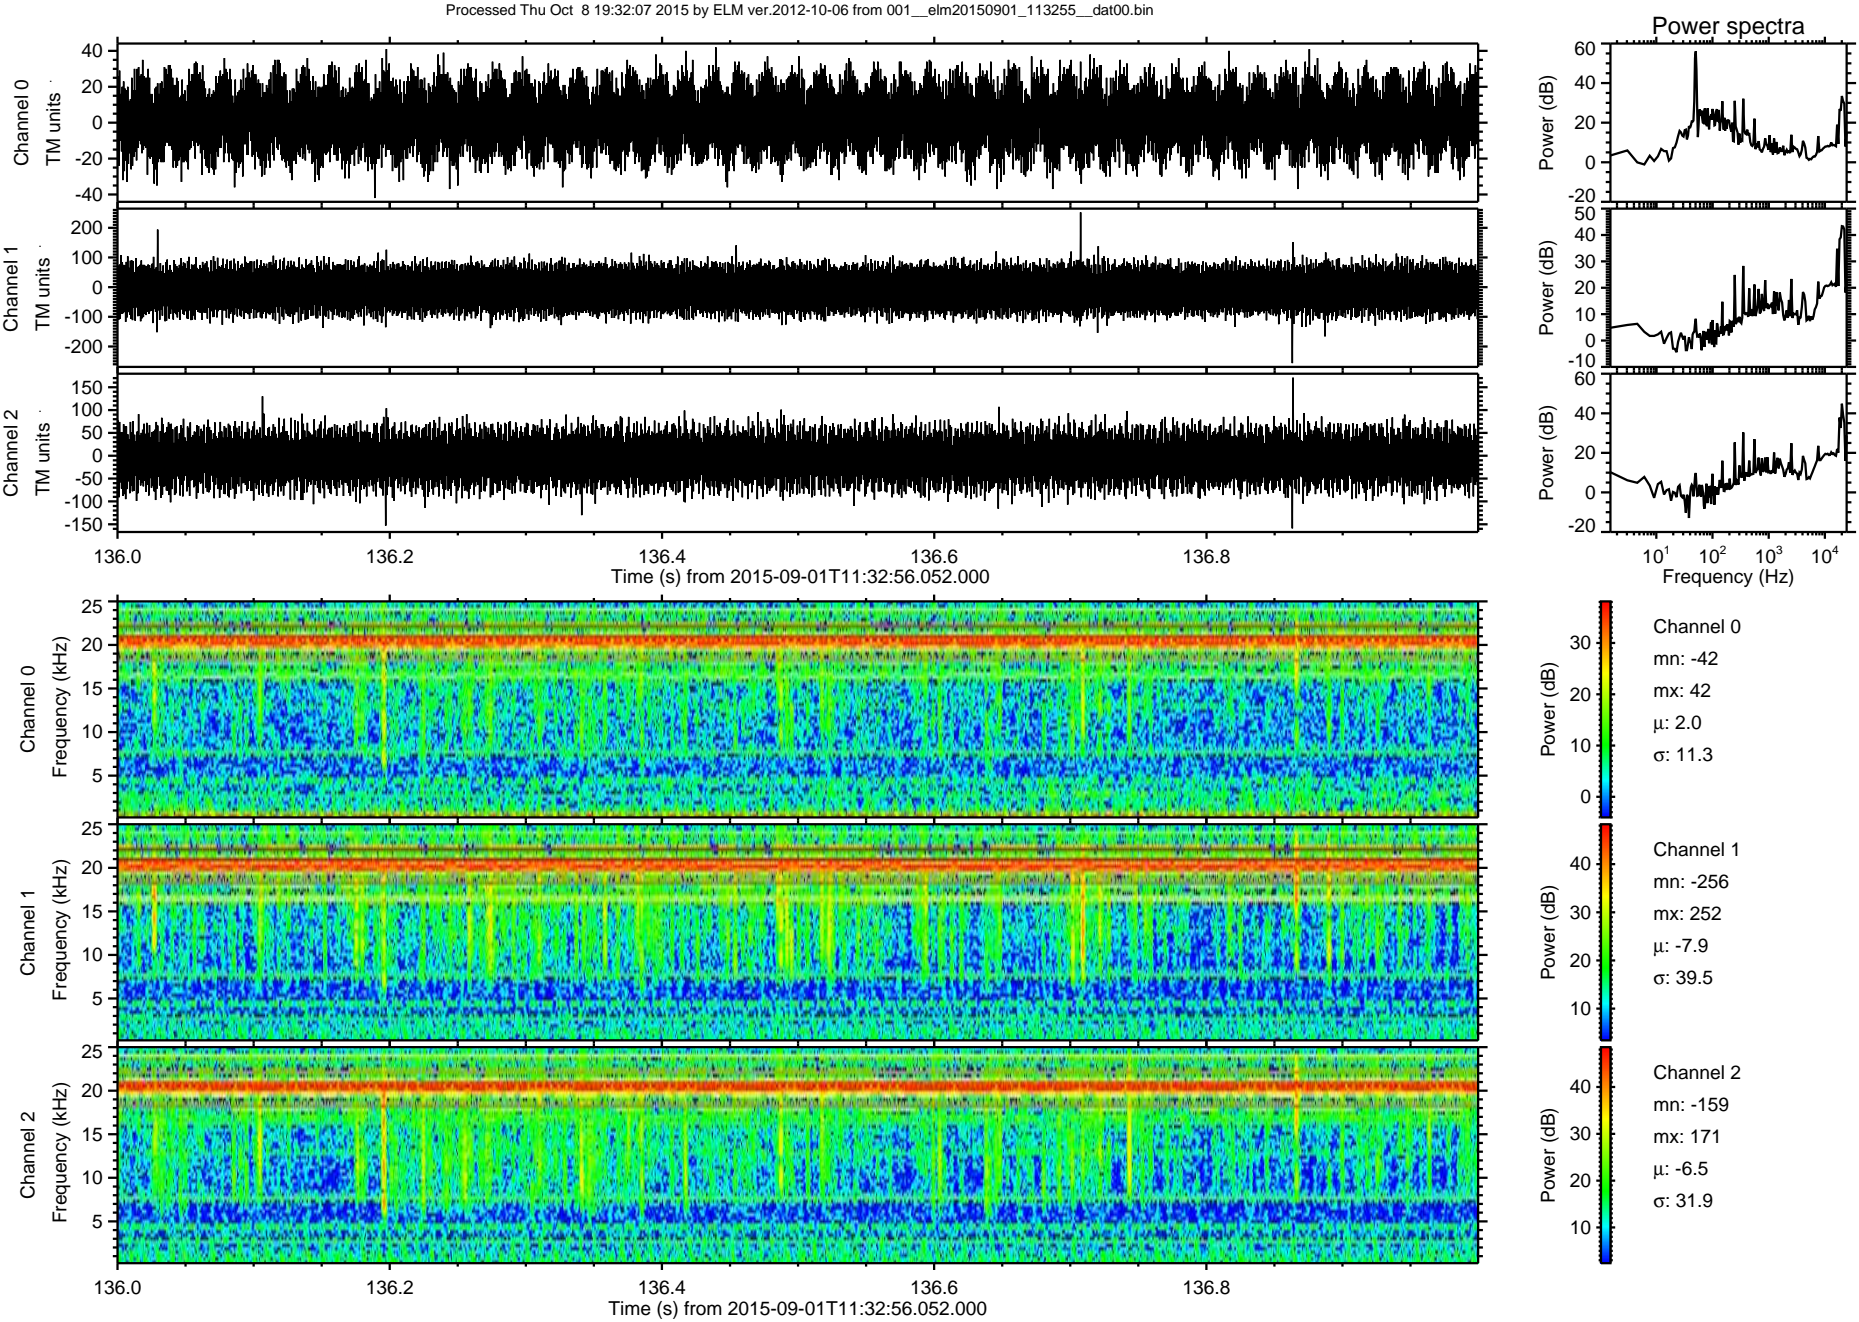 Processed Thu Oct  8 19:32:07 2015 by ELM ver.2012-10-06 from 001__elm20150901_113255__dat00.bin
Power spectra
Channel 0
TM units
40
20
0
-20
-40
Power (dB)
60
40
20
0
-20
Channel 1
TM units
200
100
0
-100
-200
Power (dB)
50
40
30
20
10
0
-10
Channel 2
TM units
150
100
50
0
-50
-100
-150
Power (dB)
60
40
20
0
-20
136.0 136.2 136.4 136.6 136.8
Time (s) from 2015-09-01T11:32:56.052.000
10^1 10^2 10^3 10^4
Frequency (Hz)
Channel 0
Frequency (kHz)
25
20
15
10
5
Power (dB)
30
20
10
0
Channel 0
mn: -42
mx: 42
μ: 2.0
σ: 11.3
Channel 1
Frequency (kHz)
25
20
15
10
5
Power (dB)
40
30
20
10
Channel 1
mn: -256
mx: 252
μ: -7.9
σ: 39.5
Channel 2
Frequency (kHz)
25
20
15
10
5
Power (dB)
40
30
20
10
Channel 2
mn: -159
mx: 171
μ: -6.5
σ: 31.9
136.0 136.2 136.4 136.6 136.8
Time (s) from 2015-09-01T11:32:56.052.000